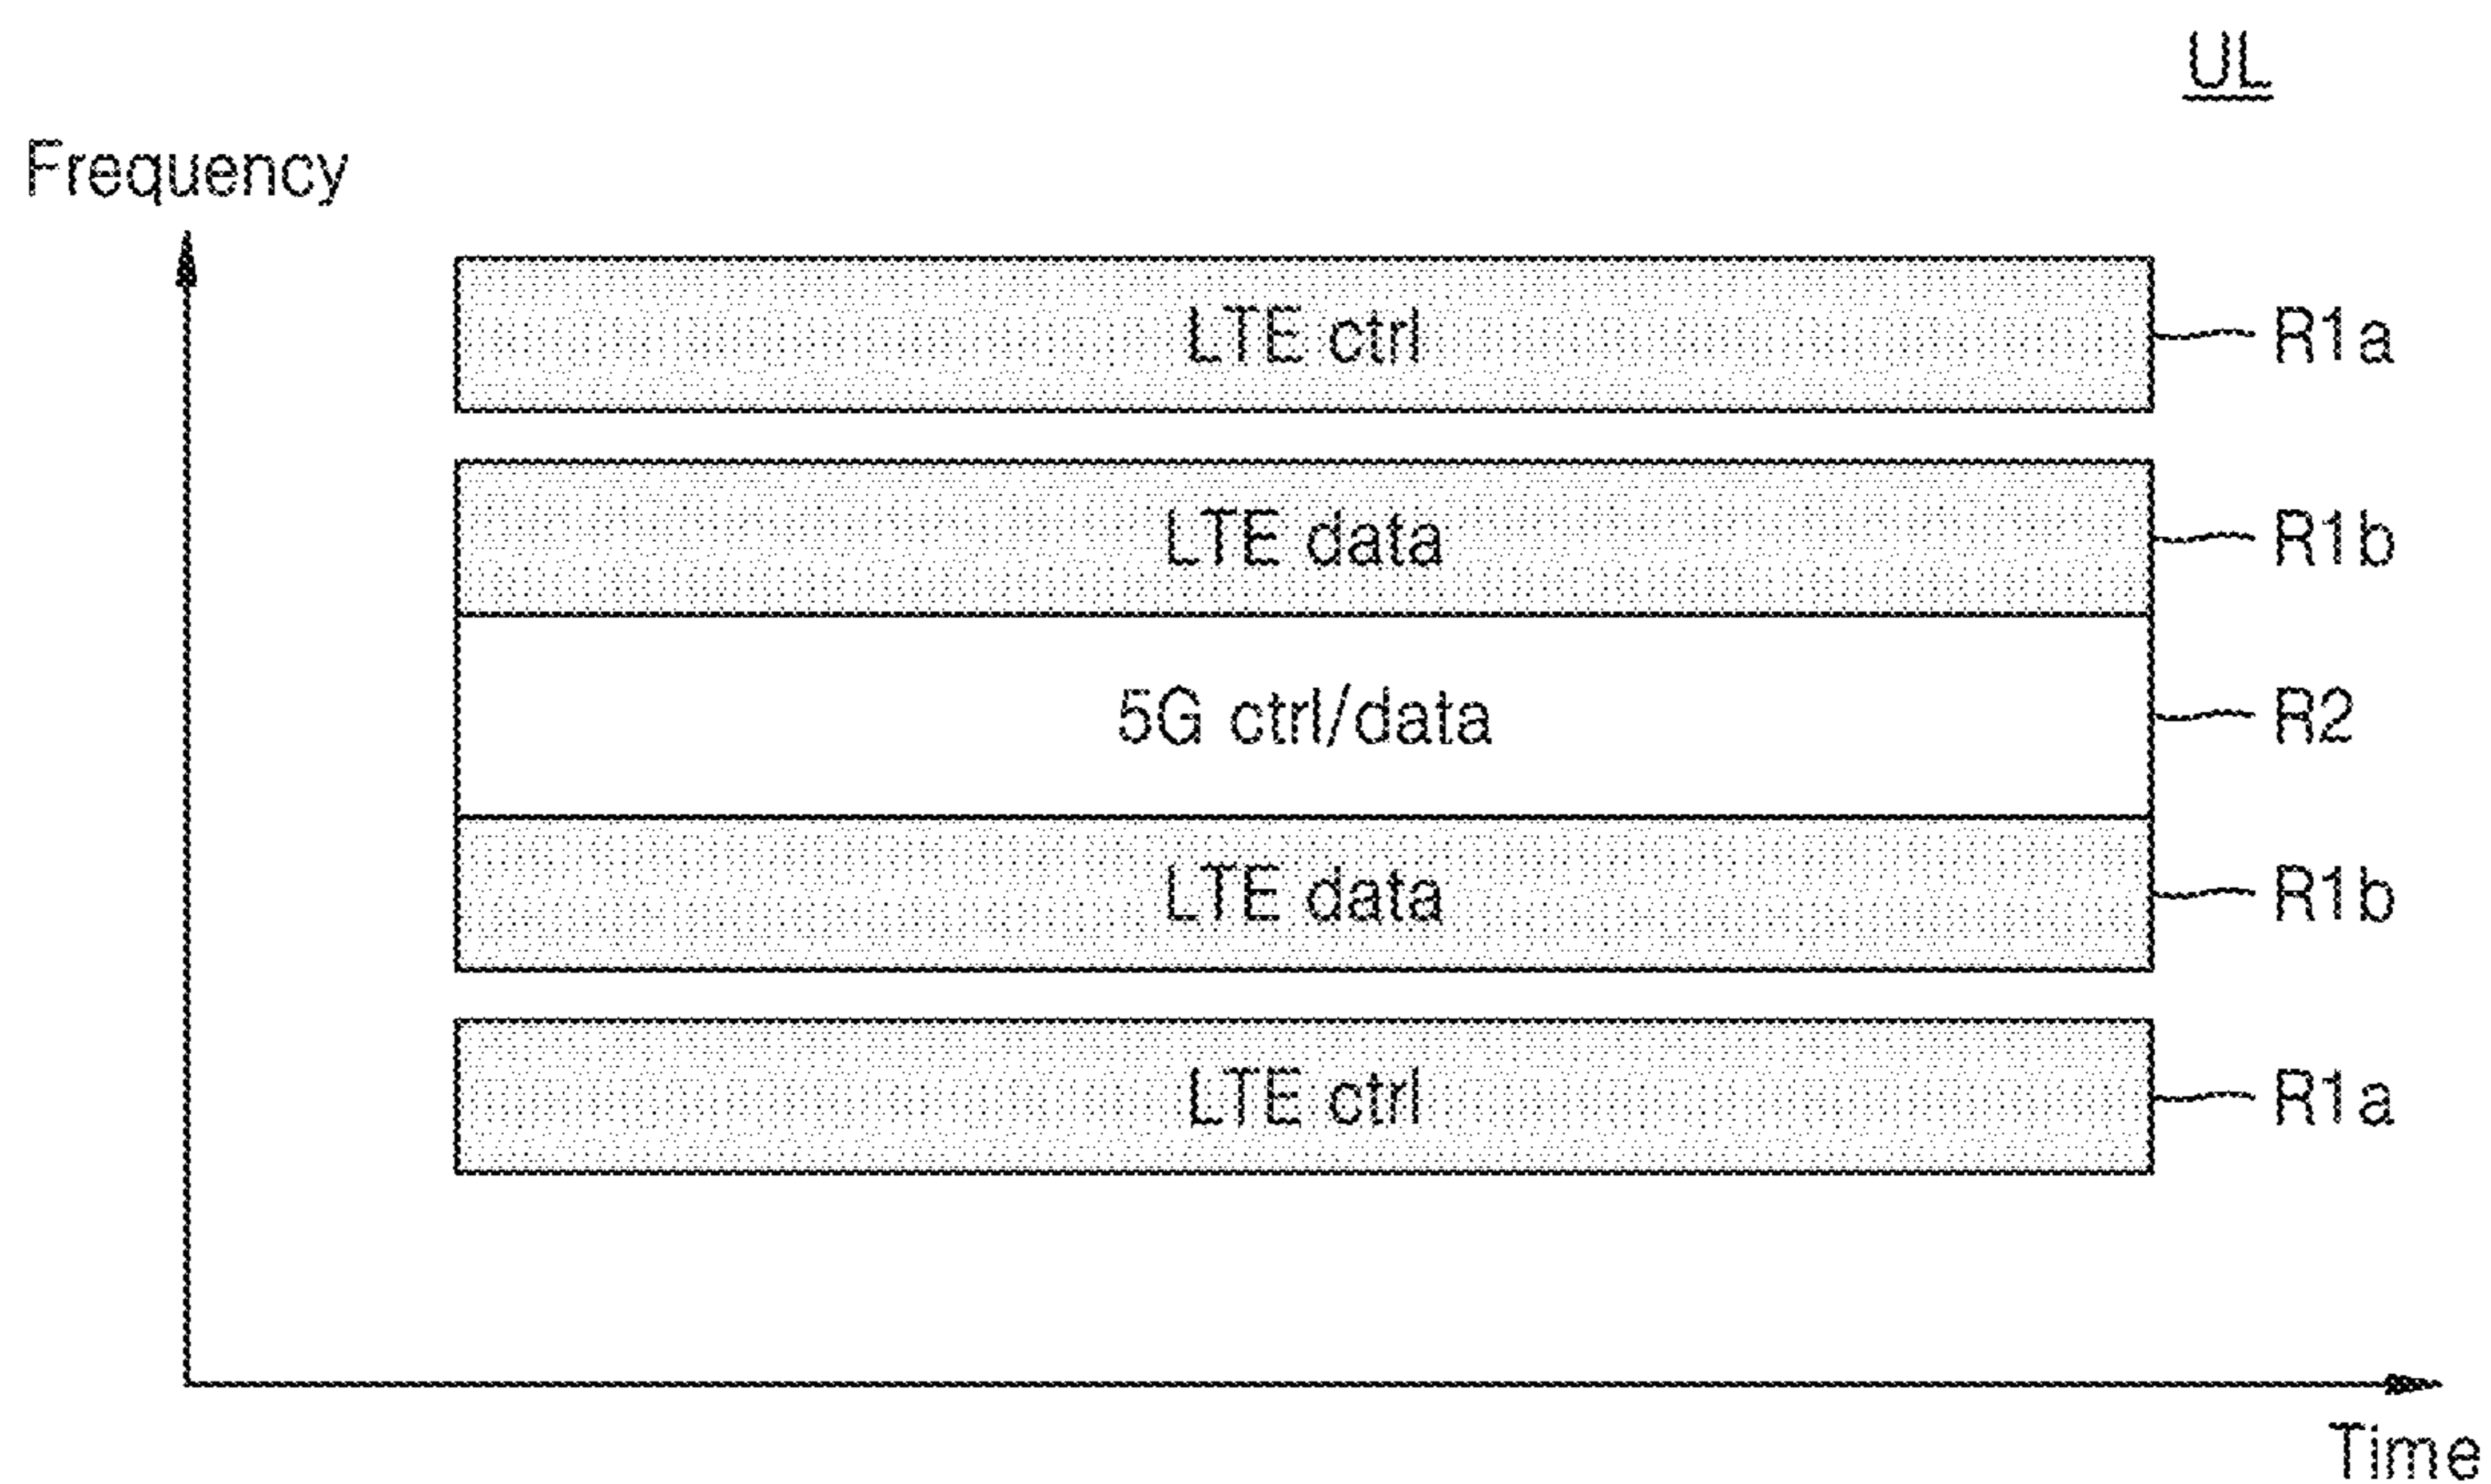 UL
Frequency
LTE ctrl R1a
LTE data R1b
5G ctrl/data R2
LTE data R1b
LTE ctrl R1a
Time